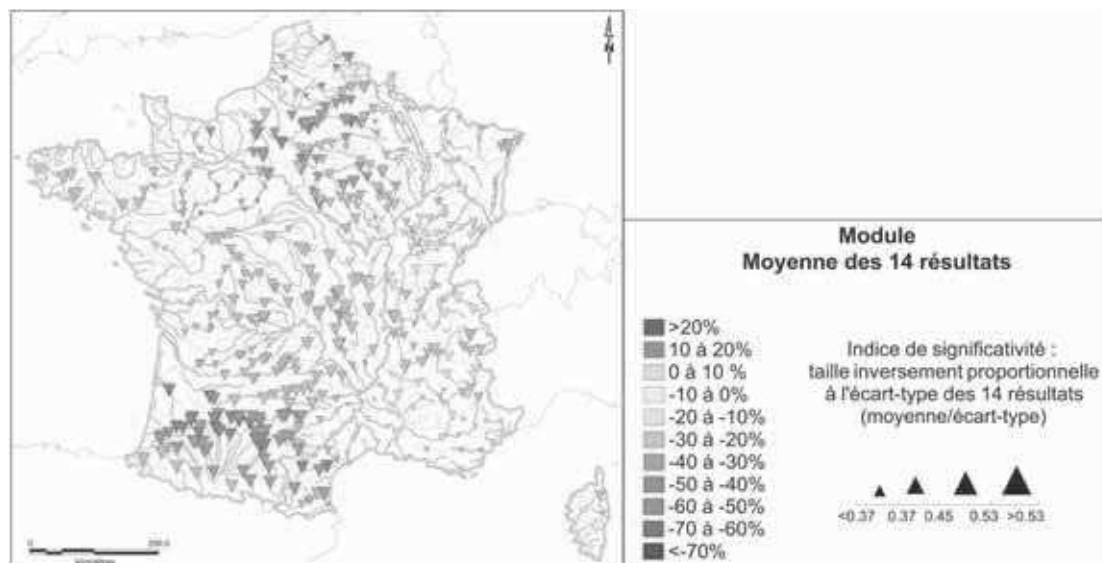 N
Module
Moyenne des 14 résultats
>20%
10 à 20%
0 à 10 %
-10 à 0%
-20 à -10%
-30 à -20%
-40 à -30%
-50 à -40%
-60 à -50%
-70 à -60%
<-70%
Indice de significativité :
taille inversement proportionnelle
à l'écart-type des 14 résultats
(moyenne/écart-type)
<0.37 0.37 0.45 0.53 >0.53
0